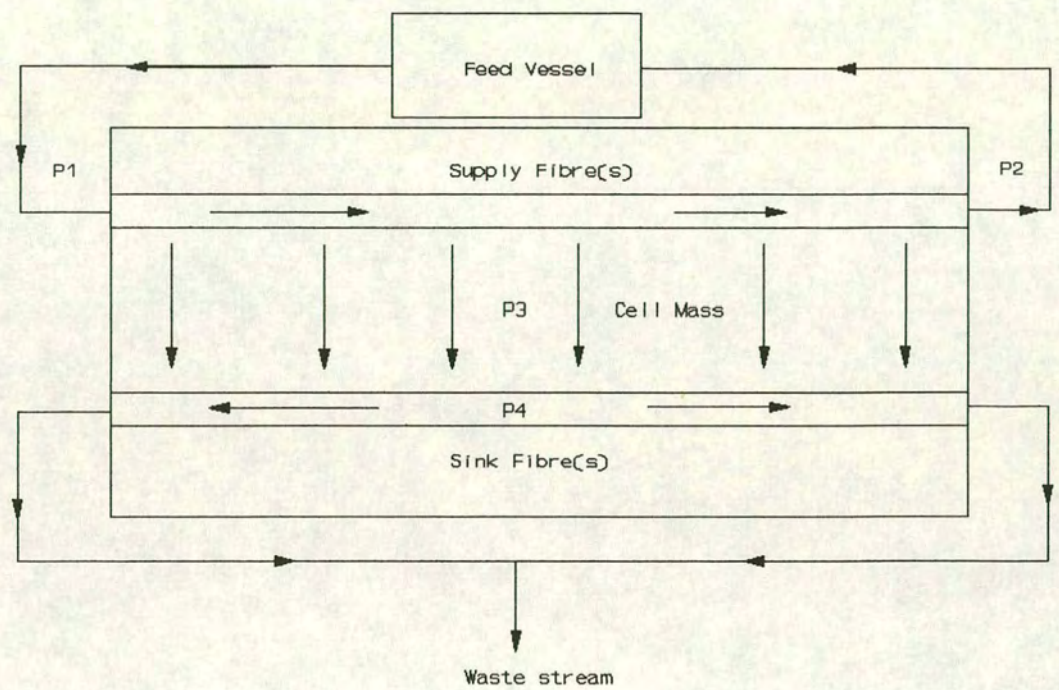 Feed Vessel
P1
Supply Fibre(s)
P2
P3
Cell Mass
P4
Sink Fibre(s)
Waste stream